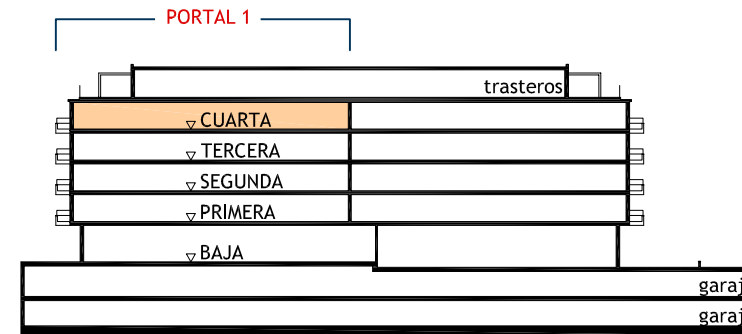 PORTAL 1
trasteros
CUARTA
TERCERA
SEGUNDA
PRIMERA
BAJA
garaj
garaj